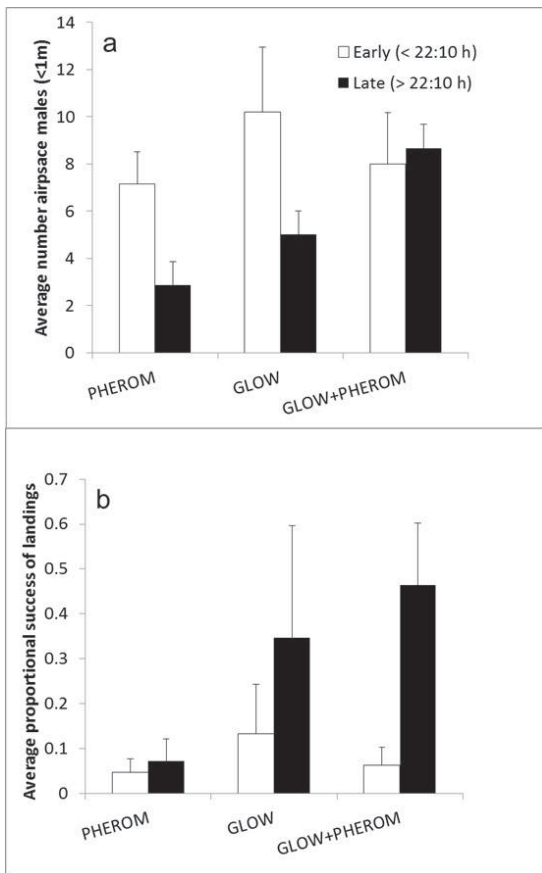 a
Early (< 22:10 h)
Late (> 22:10 h)
Average number airpsace males (<1m)
14
12
10
8
6
4
2
0
PHEROM
GLOW
GLOW+PHEROM
b
Average proportional success of landings
0.7
0.6
0.5
0.4
0.3
0.2
0.1
0
PHEROM
GLOW
GLOW+PHEROM